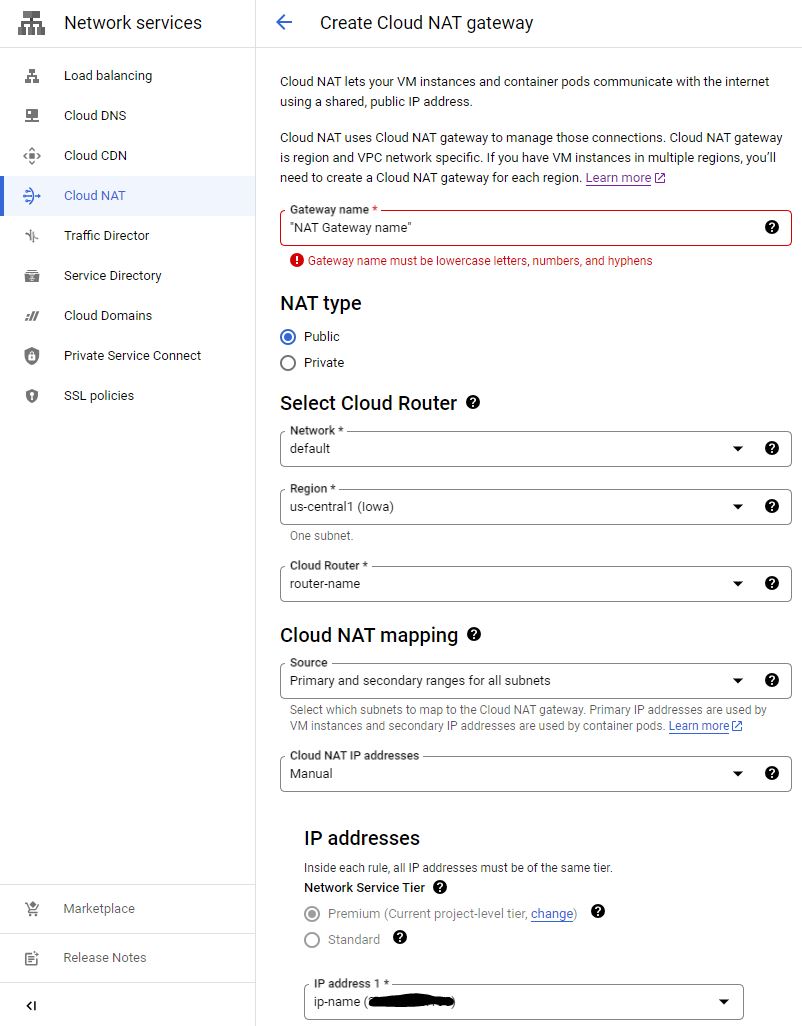 Network services
Create Cloud NAT gateway
Load balancing
Cloud DNS
Cloud CDN
Cloud NAT
Traffic Director
Service Directory
Cloud Domains
Private Service Connect
SSL policies
Marketplace
Release Notes
Cloud NAT lets your VM instances and container pods communicate with the internet
using a shared, public IP address.
Cloud NAT uses Cloud NAT gateway to manage those connections. Cloud NAT gateway
is region and VPC network specific. If you have VM instances in multiple regions, you'll
need to create a Cloud NAT gateway for each region. Learn more
Gateway name *
"NAT Gateway name"
Gateway name must be lowercase letters, numbers, and hyphens
NAT type
Public
Private
Select Cloud Router
Network *
default
Region *
us-central1 (Iowa)
One subnet.
Cloud Router *
router-name
Cloud NAT mapping
Source
Primary and secondary ranges for all subnets
Select which subnets to map to the Cloud NAT gateway. Primary IP addresses are used by
VM instances and secondary IP addresses are used by container pods. Learn more
Cloud NAT IP addresses
Manual
IP addresses
Inside each rule, all IP addresses must be of the same tier.
Network Service Tier
Premium (Current project-level tier, change)
Standard
IP address 1 *
ip-name (